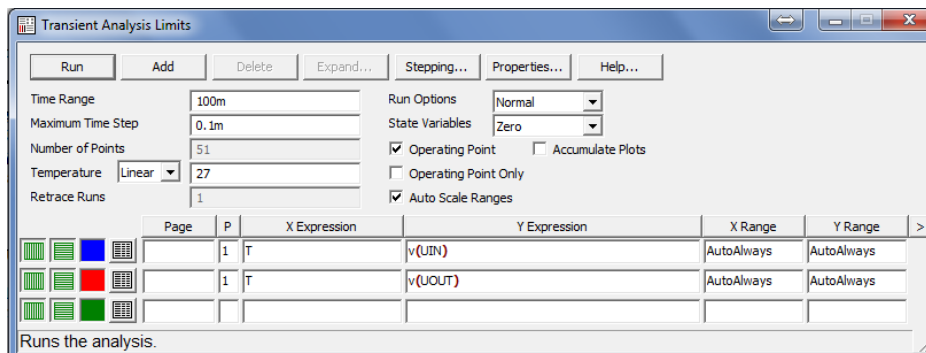 Transient Analysis Limits
Run Add Delete Expand... Stepping... Properties... Help...
Time Range 100m Run Options Normal
Maximum Time Step 0.1m State Variables Zero
Number of Points 51 Operating Point Accumulate Plots
Temperature Linear 27 Operating Point Only
Retrace Runs 1 Auto Scale Ranges
Page P X Expression Y Expression X Range Y Range >
1 T v(UIN) AutoAlways AutoAlways
1 T v(UOUT) AutoAlways AutoAlways
Runs the analysis.